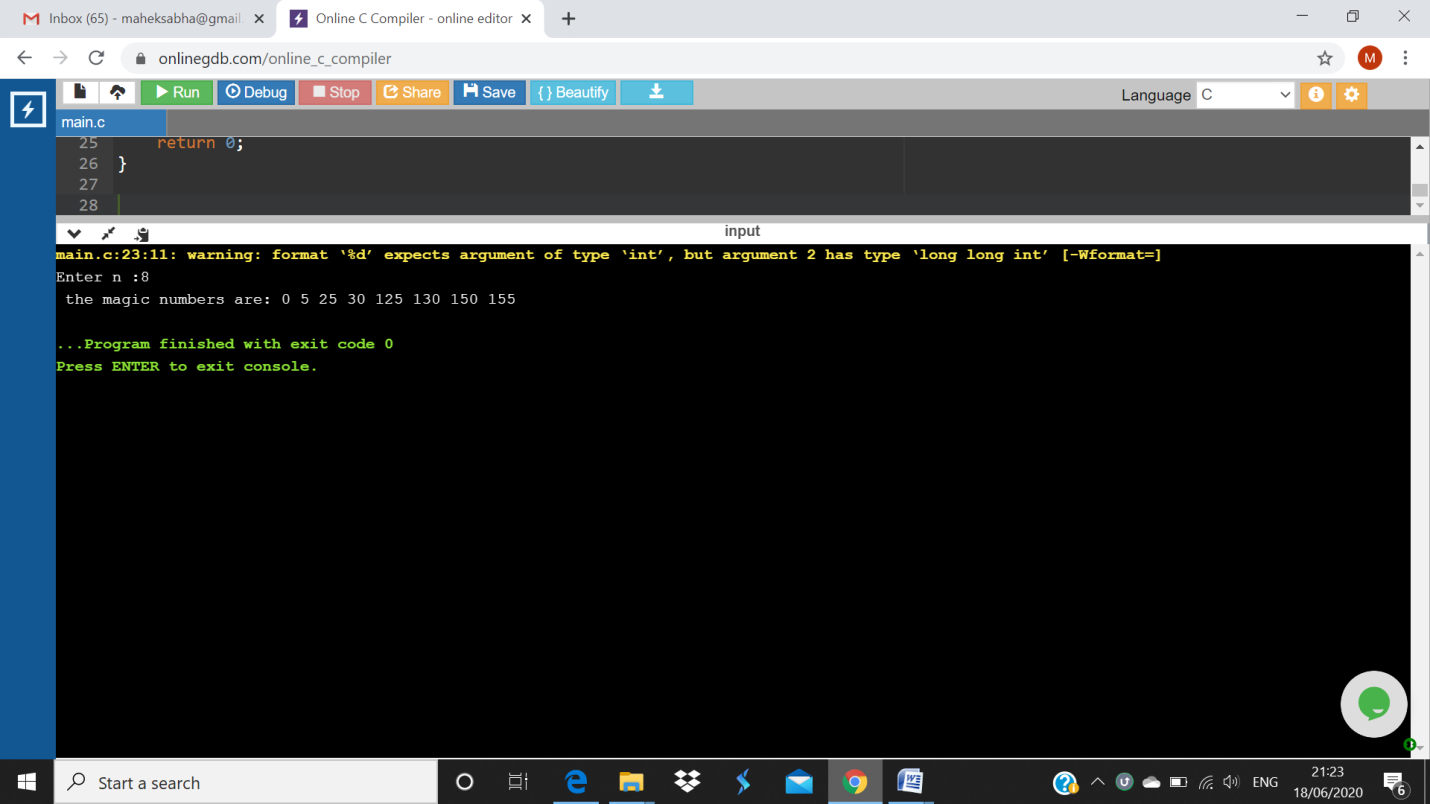 Inbox (65) - maheksabha@gmail.
Online C Compiler - online editor
onlinegdb.com/online_c_compiler
M
Run Debug Stop Share Save { } Beautify
Language C
main.c
25 return 0;
26 }
27
28
input
main.c:23:11: warning: format ‘%d’ expects argument of type ‘int’, but argument 2 has type ‘long long int’ [-Wformat=]
Enter n :8
the magic numbers are: 0 5 25 30 125 130 150 155
...Program finished with exit code 0
Press ENTER to exit console.
Start a search
ENG
21:23
18/06/2020
6